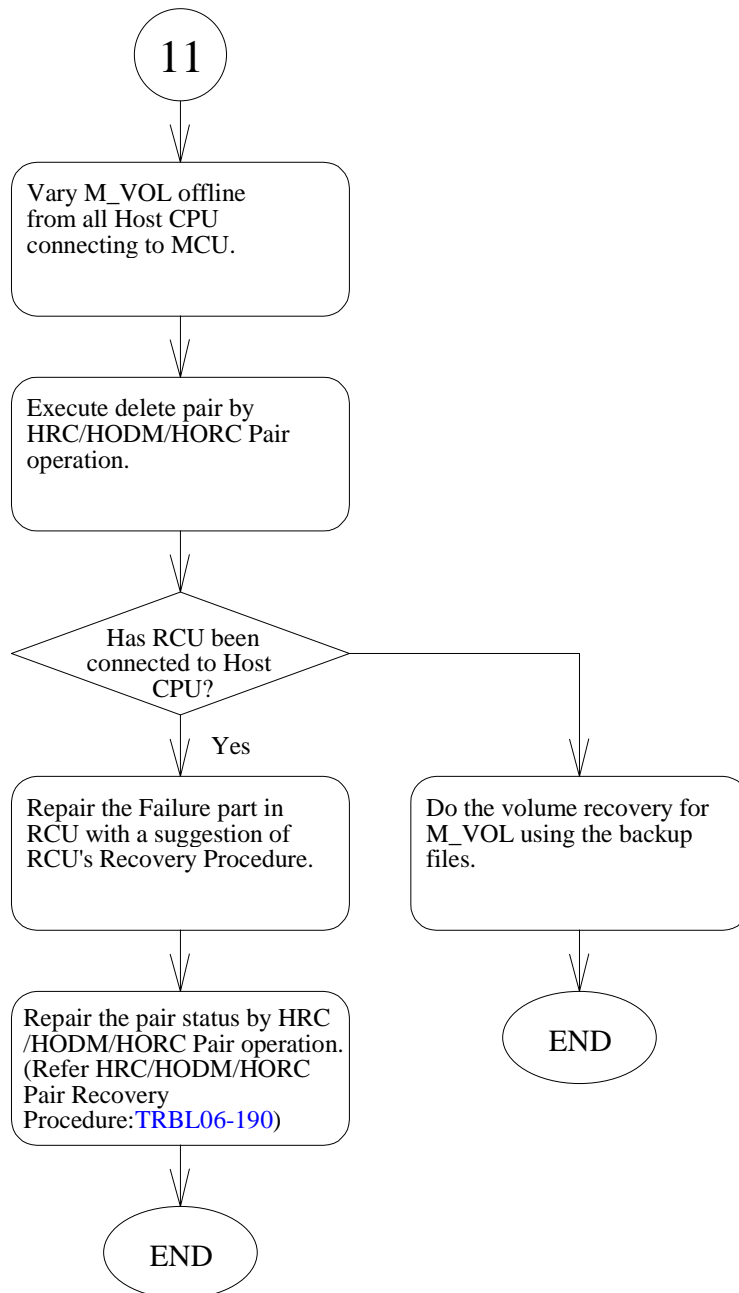 11
Vary M_VOL offline
from all Host CPU
connecting to MCU.
Execute delete pair by
HRC/HODM/HORC Pair
operation.
Has RCU been
connected to Host
CPU?
Yes
Repair the Failure part in
RCU with a suggestion of
RCU's Recovery Procedure.
Do the volume recovery for
M_VOL using the backup
files.
Repair the pair status by HRC
/HODM/HORC Pair operation.
(Refer HRC/HODM/HORC
Pair Recovery
Procedure:TRBL06-190)
END
END